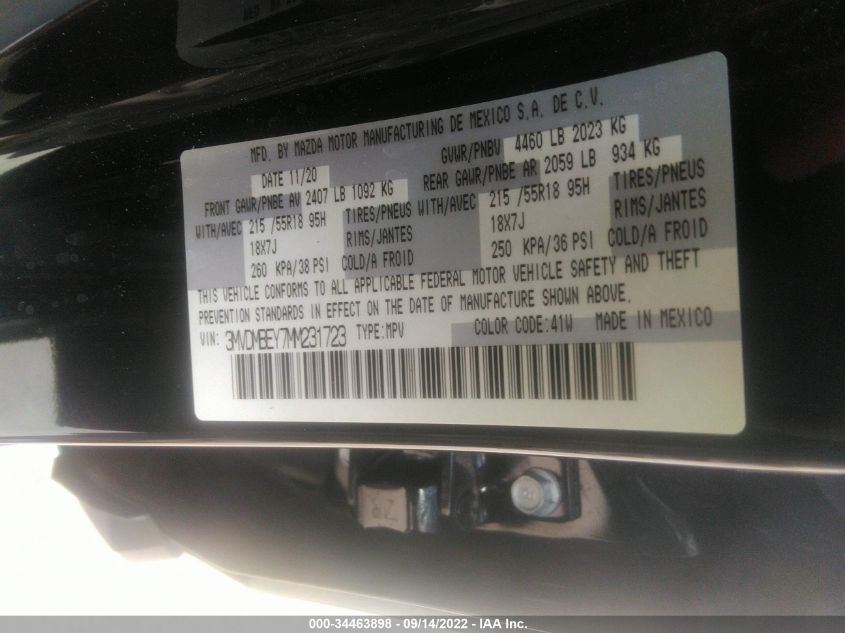 MFD. BY MAZDA MOTOR MANUFACTURING DE MEXICO S.A. DE C.V.
DATE 11/20 GVWR/PNBV 4460 LB 2023 KG
FRONT GAWR/PNBE AV 2407 LB 1092 KG REAR GAWR/PNBE AR 2059 LB 934 KG
WITH/AVEC 215 /55R18 95H TIRES/PNEUS WITH/AVEC 215 /55R18 95H TIRES/PNEUS
18X7J RIMS/JANTES 18X7J RIMS/JANTES
260 KPA/38 PSI COLD/A FROID 250 KPA/36 PSI COLD/A FROID
THIS VEHICLE CONFORMS TO ALL APPLICABLE FEDERAL MOTOR VEHICLE SAFETY AND THEFT
PREVENTION STANDARDS IN EFFECT ON THE DATE OF MANUFACTURE SHOWN ABOVE.
VIN: 3MVDMBEY7MM231723 TYPE:MPV COLOR CODE:41W MADE IN MEXICO
000-34463898 - 09/14/2022 - IAA Inc.